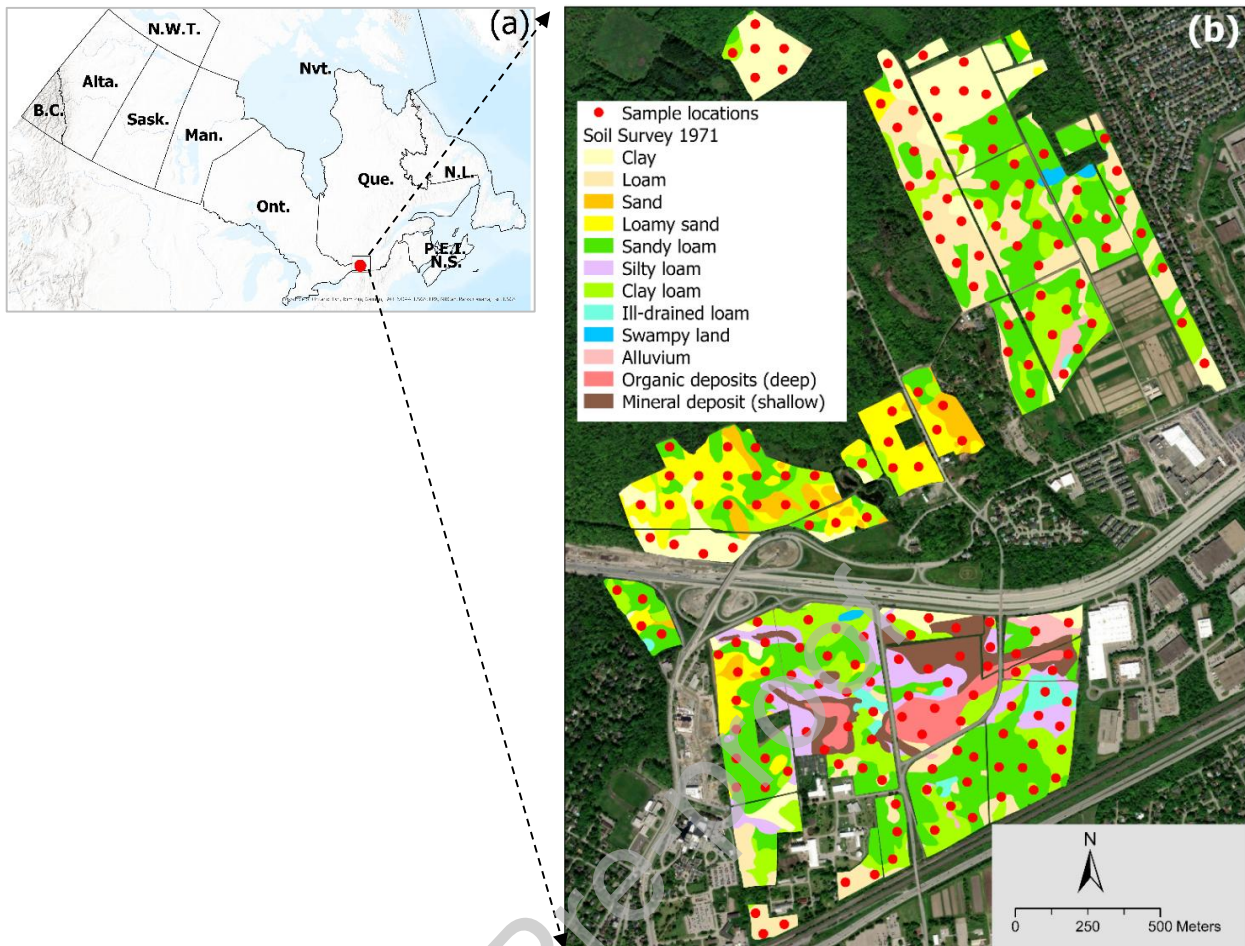 (a)
N.W.T.
Nvt.
Alta.
B.C.
Sask.
Man.
Que.
N.L.
Ont.
P.E.I.
N.S.
(b)
Sample locations
Soil Survey 1971
Clay
Loam
Sand
Loamy sand
Sandy loam
Silty loam
Clay loam
Ill-drained loam
Swampy land
Alluvium
Organic deposits (deep)
Mineral deposit (shallow)
N
0 250 500 Meters